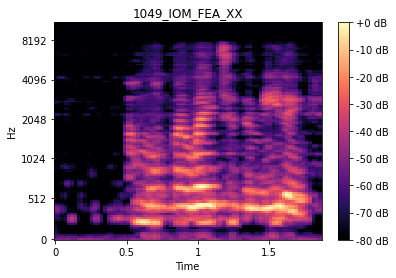 1049_IOM_FEA_XX
+0 dB
8192
-10 dB
4096
-20 dB
-30 dB
Hz
2048
-40 dB
1024
-50 dB
512
-60 dB
-70 dB
0
-80 dB
0
0.5
1
1.5
Time